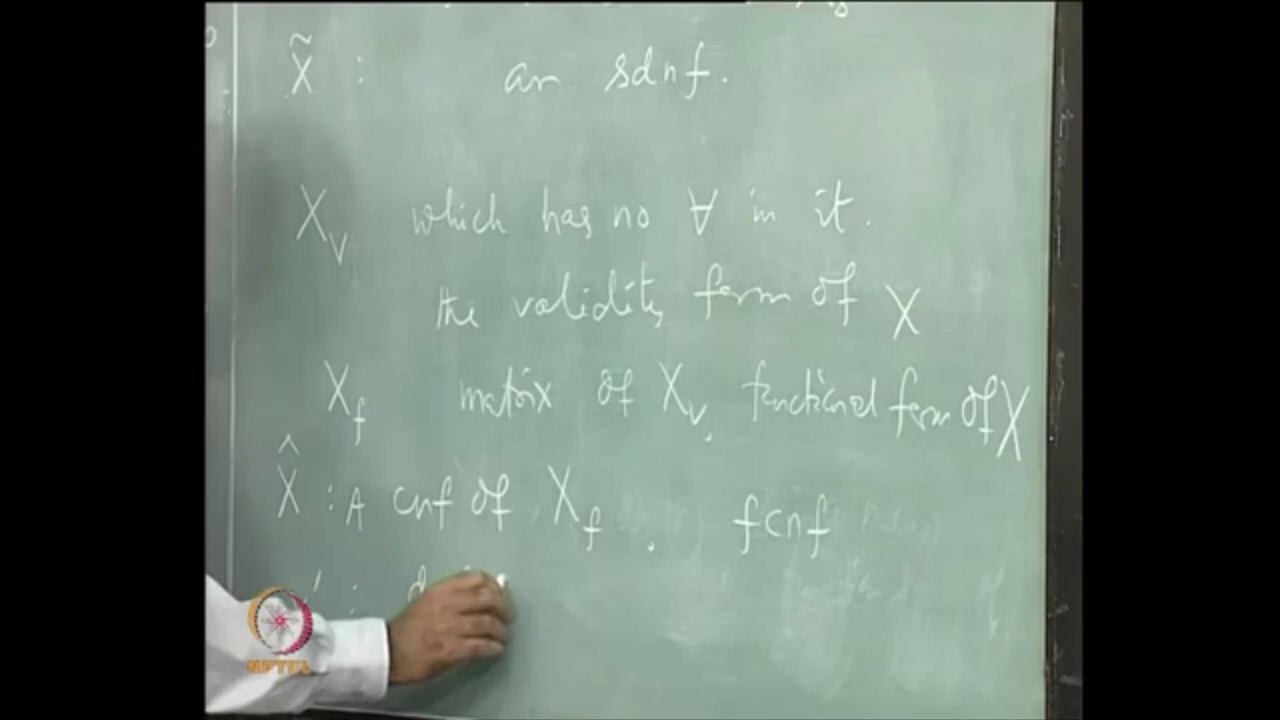 X̃ : an sdnf.
X_V which has no ∀ in it.
the validity form of X
X_f matrix of X_V, functional form of X
X̂ : A cnf of X_f . fcnf
NPTEL